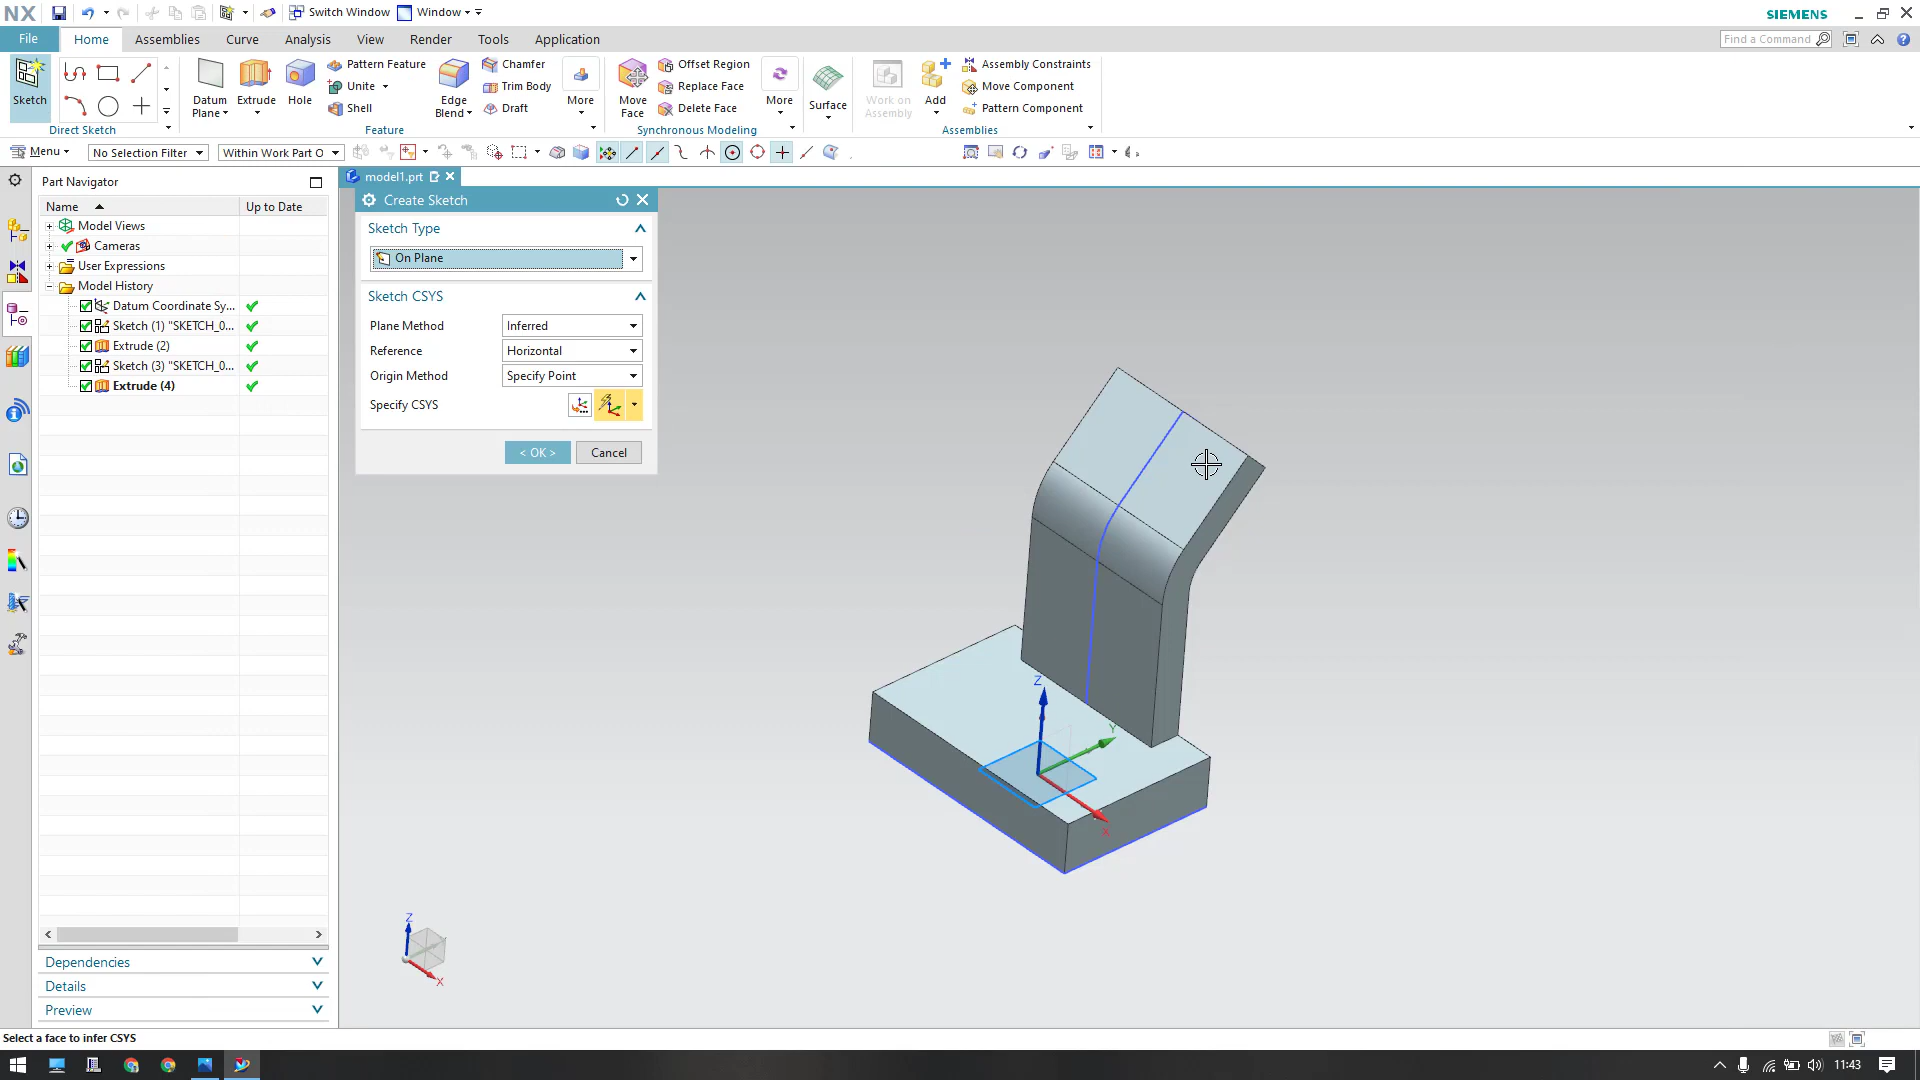 NX
Switch Window
Window
SIEMENS
File
Home
Assemblies
Curve
Analysis
View
Render
Tools
Application
Find a Command
Sketch
Direct Sketch
Datum
Plane
Extrude
Hole
Pattern Feature
Unite
Shell
Edge
Blend
Chamfer
Trim Body
Draft
More
Feature
Move
Face
Offset Region
Replace Face
Delete Face
More
Synchronous Modeling
Surface
Work on
Assembly
Add
Assembly Constraints
Move Component
Pattern Component
Assemblies
Menu
No Selection Filter
Within Work Part O
Part Navigator
model1.prt
Name
Up to Date
Model Views
Cameras
User Expressions
Model History
Datum Coordinate Sy...
Sketch (1) "SKETCH_0...
Extrude (2)
Sketch (3) "SKETCH_0...
Extrude (4)
Create Sketch
Sketch Type
On Plane
Sketch CSYS
Plane Method
Inferred
Reference
Horizontal
Origin Method
Specify Point
Specify CSYS
< OK >
Cancel
Z
Y
X
Z
X
Dependencies
Details
Preview
Select a face to infer CSYS
11:43